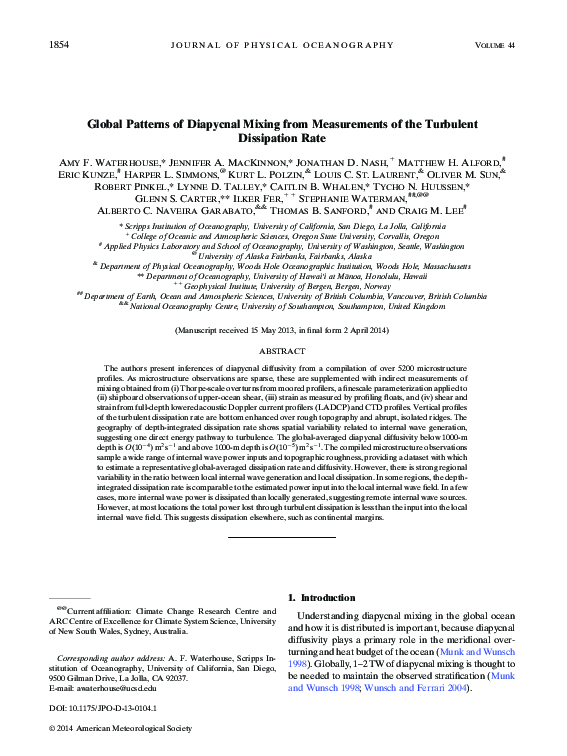 1854
JOURNAL OF PHYSICAL OCEANOGRAPHY
VOLUME 44
Global Patterns of Diapycnal Mixing from Measurements of the Turbulent
Dissipation Rate
AMY F. WATERHOUSE,* JENNIFER A. MACKINNON,* JONATHAN D. NASH,+ MATTHEW H. ALFORD,#
ERIC KUNZE,# HARPER L. SIMMONS,@ KURT L. POLZIN,& LOUIS C. ST. LAURENT,& OLIVER M. SUN,&
ROBERT PINKEL,* LYNNE D. TALLEY,* CAITLIN B. WHALEN,* TYCHO N. HUUSSEN,*
GLENN S. CARTER,** ILKER FER,++ STEPHANIE WATERMAN,##,@@
ALBERTO C. NAVEIRA GARABATO,&& THOMAS B. SANFORD,# AND CRAIG M. LEE#
* Scripps Institution of Oceanography, University of California, San Diego, La Jolla, California
+ College of Oceanic and Atmospheric Sciences, Oregon State University, Corvallis, Oregon
# Applied Physics Laboratory and School of Oceanography, University of Washington, Seattle, Washington
@ University of Alaska Fairbanks, Fairbanks, Alaska
& Department of Physical Oceanography, Woods Hole Oceanographic Institution, Woods Hole, Massachusetts
** Department of Oceanography, University of Hawai‘i at Mānoa, Honolulu, Hawaii
++ Geophysical Institute, University of Bergen, Bergen, Norway
## Department of Earth, Ocean and Atmospheric Sciences, University of British Columbia, Vancouver, British Columbia
&& National Oceanography Centre, University of Southampton, Southampton, United Kingdom
(Manuscript received 15 May 2013, in final form 2 April 2014)
ABSTRACT
The authors present inferences of diapycnal diffusivity from a compilation of over 5200 microstructure
profiles. As microstructure observations are sparse, these are supplemented with indirect measurements of
mixing obtained from (i) Thorpe-scale overturns from moored profilers, a finescale parameterization applied to
(ii) shipboard observations of upper-ocean shear, (iii) strain as measured by profiling floats, and (iv) shear and
strain from full-depth lowered acoustic Doppler current profilers (LADCP) and CTD profiles. Vertical profiles
of the turbulent dissipation rate are bottom enhanced over rough topography and abrupt, isolated ridges. The
geography of depth-integrated dissipation rate shows spatial variability related to internal wave generation,
suggesting one direct energy pathway to turbulence. The global-averaged diapycnal diffusivity below 1000-m
depth is O(10⁻⁴) m² s⁻¹ and above 1000-m depth is O(10⁻⁵) m² s⁻¹. The compiled microstructure observations
sample a wide range of internal wave power inputs and topographic roughness, providing a dataset with which
to estimate a representative global-averaged dissipation rate and diffusivity. However, there is strong regional
variability in the ratio between local internal wave generation and local dissipation. In some regions, the depth-
integrated dissipation rate is comparable to the estimated power input into the local internal wave field. In a few
cases, more internal wave power is dissipated than locally generated, suggesting remote internal wave sources.
However, at most locations the total power lost through turbulent dissipation is less than the input into the local
internal wave field. This suggests dissipation elsewhere, such as continental margins.
@@ Current affiliation: Climate Change Research Centre and
ARC Centre of Excellence for Climate System Science, University
of New South Wales, Sydney, Australia.
Corresponding author address: A. F. Waterhouse, Scripps In-
stitution of Oceanography, University of California, San Diego,
9500 Gilman Drive, La Jolla, CA 92037.
E-mail: awaterhouse@ucsd.edu
DOI: 10.1175/JPO-D-13-0104.1
© 2014 American Meteorological Society
1. Introduction
Understanding diapycnal mixing in the global ocean
and how it is distributed is important, because diapycnal
diffusivity plays a primary role in the meridional over-
turning and heat budget of the ocean (Munk and Wunsch
1998). Globally, 1–2 TW of diapycnal mixing is thought to
be needed to maintain the observed stratification (Munk
and Wunsch 1998; Wunsch and Ferrari 2004).